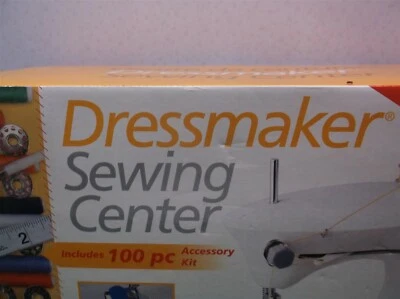 Dressmaker®
Sewing
Center
Includes 100 pc Accessory
Kit
2